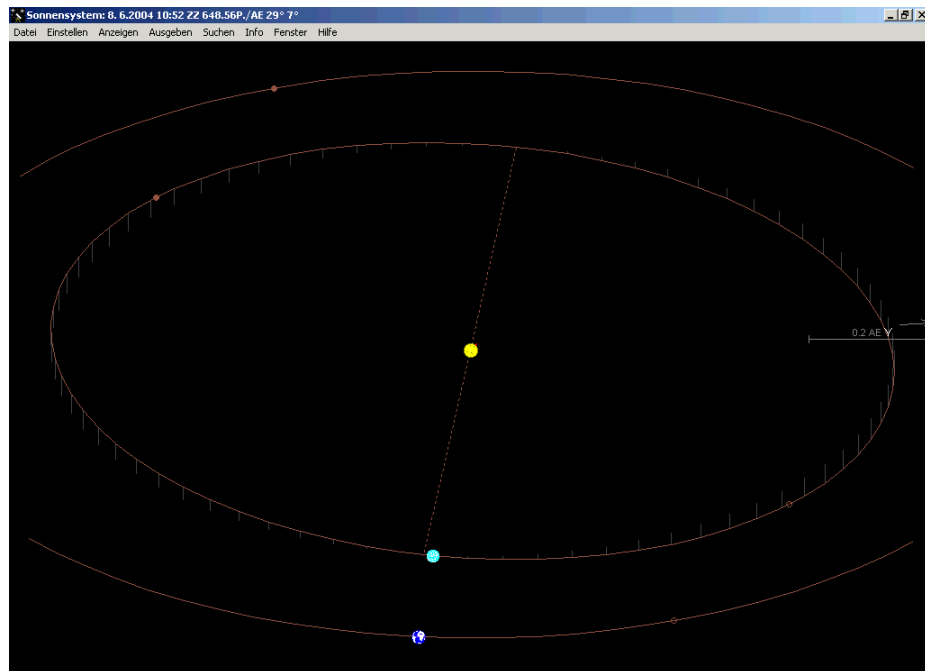 Sonnensystem: 8. 6.2004 10:52 ZZ 648.56P./AE 29° 7°
Datei Einstellen Anzeigen Ausgeben Suchen Info Fenster Hilfe
0.2 AE